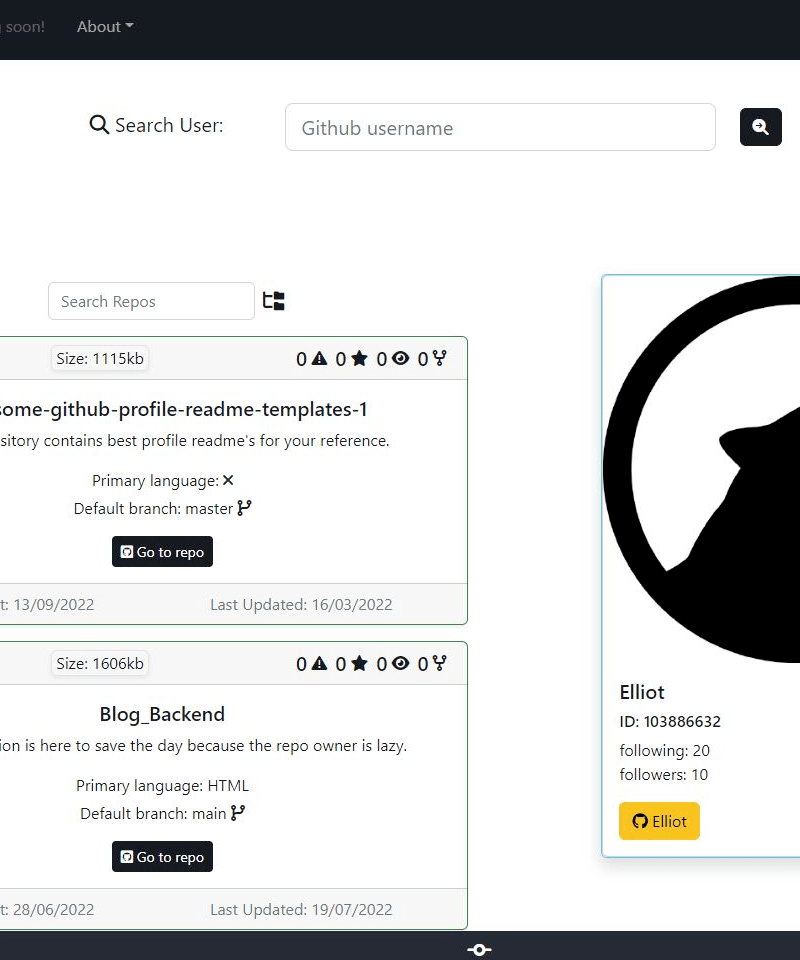 soon! About
Search User: Github username
Search Repos
Size: 1115kb 0 0 0 0
some-github-profile-readme-templates-1
sitory contains best profile readme's for your reference.
Primary language:
Default branch: master
Go to repo
t: 13/09/2022 Last Updated: 16/03/2022
Size: 1606kb 0 0 0 0
Blog_Backend
ion is here to save the day because the repo owner is lazy.
Primary language: HTML
Default branch: main
Go to repo
t: 28/06/2022 Last Updated: 19/07/2022
Elliot
ID: 103886632
following: 20
followers: 10
Elliot